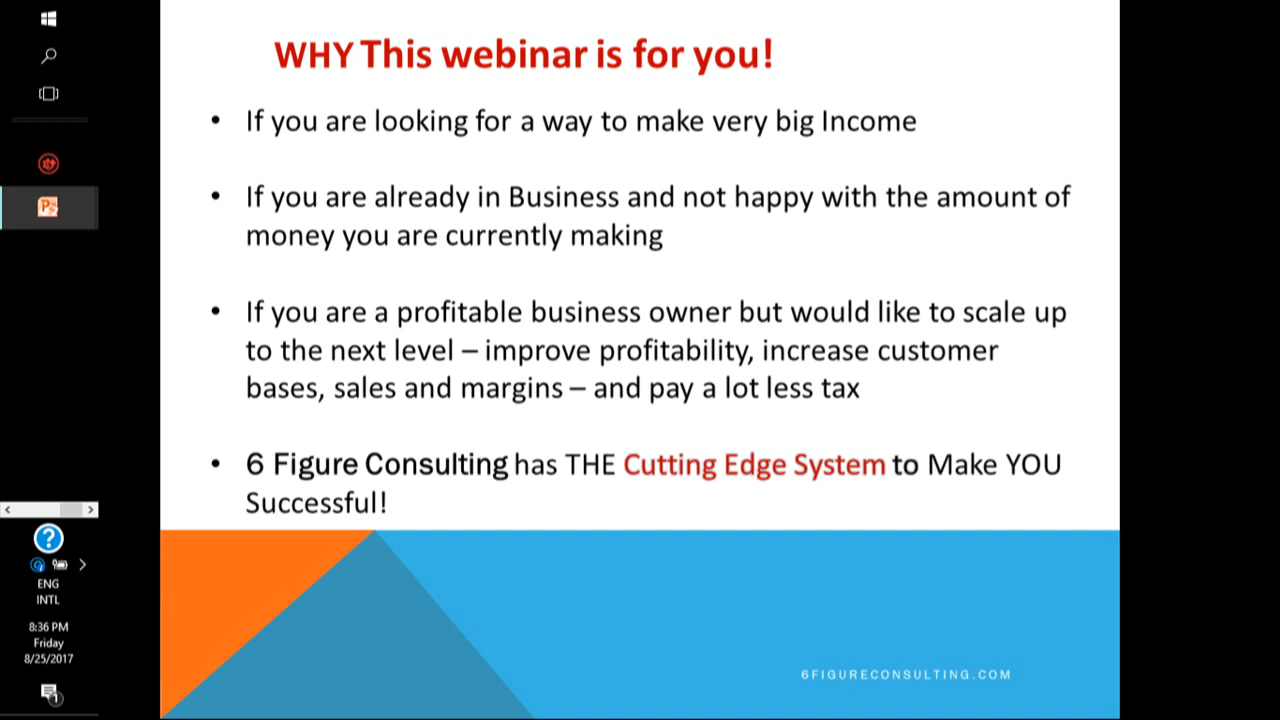 WHY This webinar is for you!
• If you are looking for a way to make very big Income
• If you are already in Business and not happy with the amount of
money you are currently making
• If you are a profitable business owner but would like to scale up
to the next level – improve profitability, increase customer
bases, sales and margins – and pay a lot less tax
• 6 Figure Consulting has THE Cutting Edge System to Make YOU
Successful!
6FIGURECONSULTING.COM
ENG
INTL
8:36 PM
Friday
8/25/2017
1